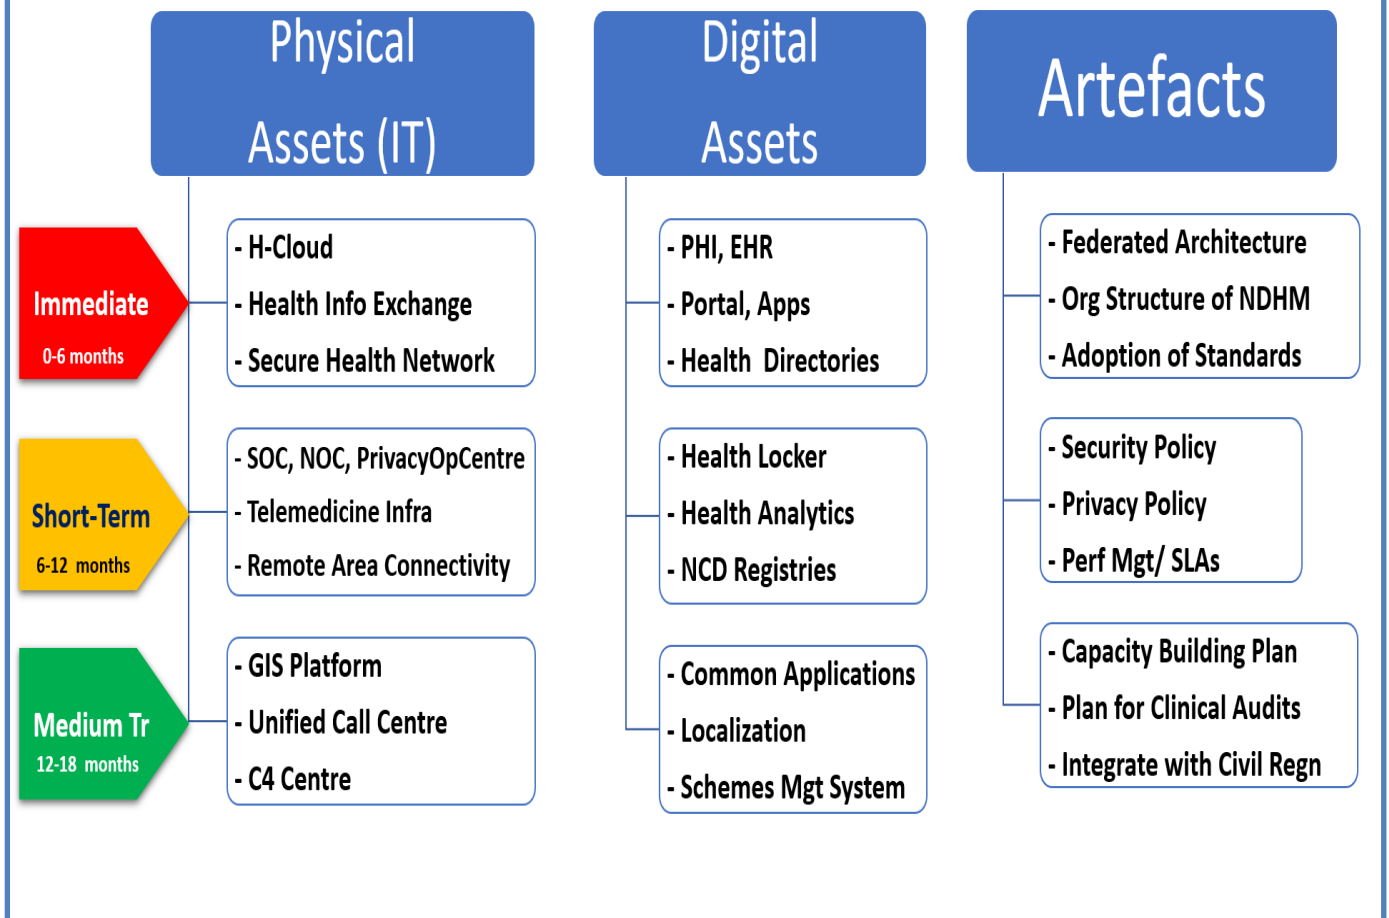 Physical
Assets (IT)
Digital
Assets
Artefacts
Immediate
0-6 months
- H-Cloud
- Health Info Exchange
- Secure Health Network
- PHI, EHR
- Portal, Apps
- Health Directories
- Federated Architecture
- Org Structure of NDHM
- Adoption of Standards
Short-Term
6-12 months
- SOC, NOC, PrivacyOpCentre
- Telemedicine Infra
- Remote Area Connectivity
- Health Locker
- Health Analytics
- NCD Registries
- Security Policy
- Privacy Policy
- Perf Mgt/ SLAs
Medium Tr
12-18 months
- GIS Platform
- Unified Call Centre
- C4 Centre
- Common Applications
- Localization
- Schemes Mgt System
- Capacity Building Plan
- Plan for Clinical Audits
- Integrate with Civil Regn